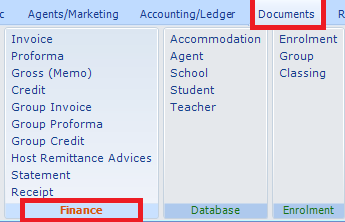 c Agents/Marketing Accounting/Ledger Documents R
Invoice
Proforma
Gross (Memo)
Credit
Group Invoice
Group Proforma
Group Credit
Host Remittance Advices
Statement
Receipt
Finance
Accommodation
Agent
School
Student
Teacher
Database
Enrolment
Group
Classing
Enrolment